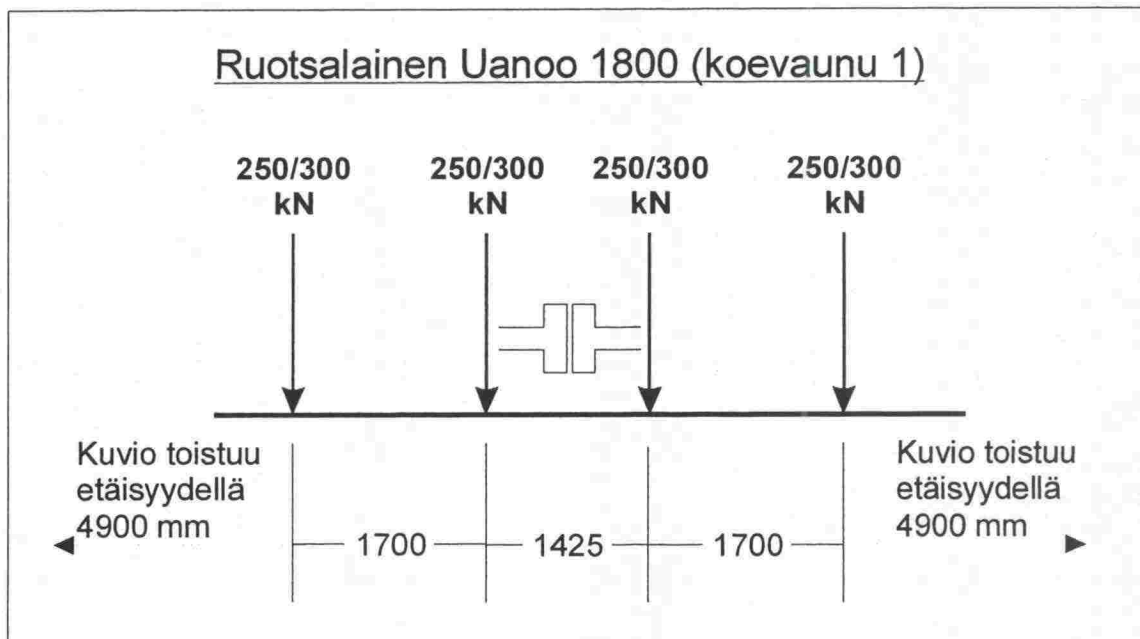 Ruotsalainen Uanoo 1800 (koevaunu 1)
250/300 250/300 250/300 250/300
kN kN kN kN
Kuvio toistuu
etäisyydellä
4900 mm
Kuvio toistuu
etäisyydellä
4900 mm
1700 1425 1700